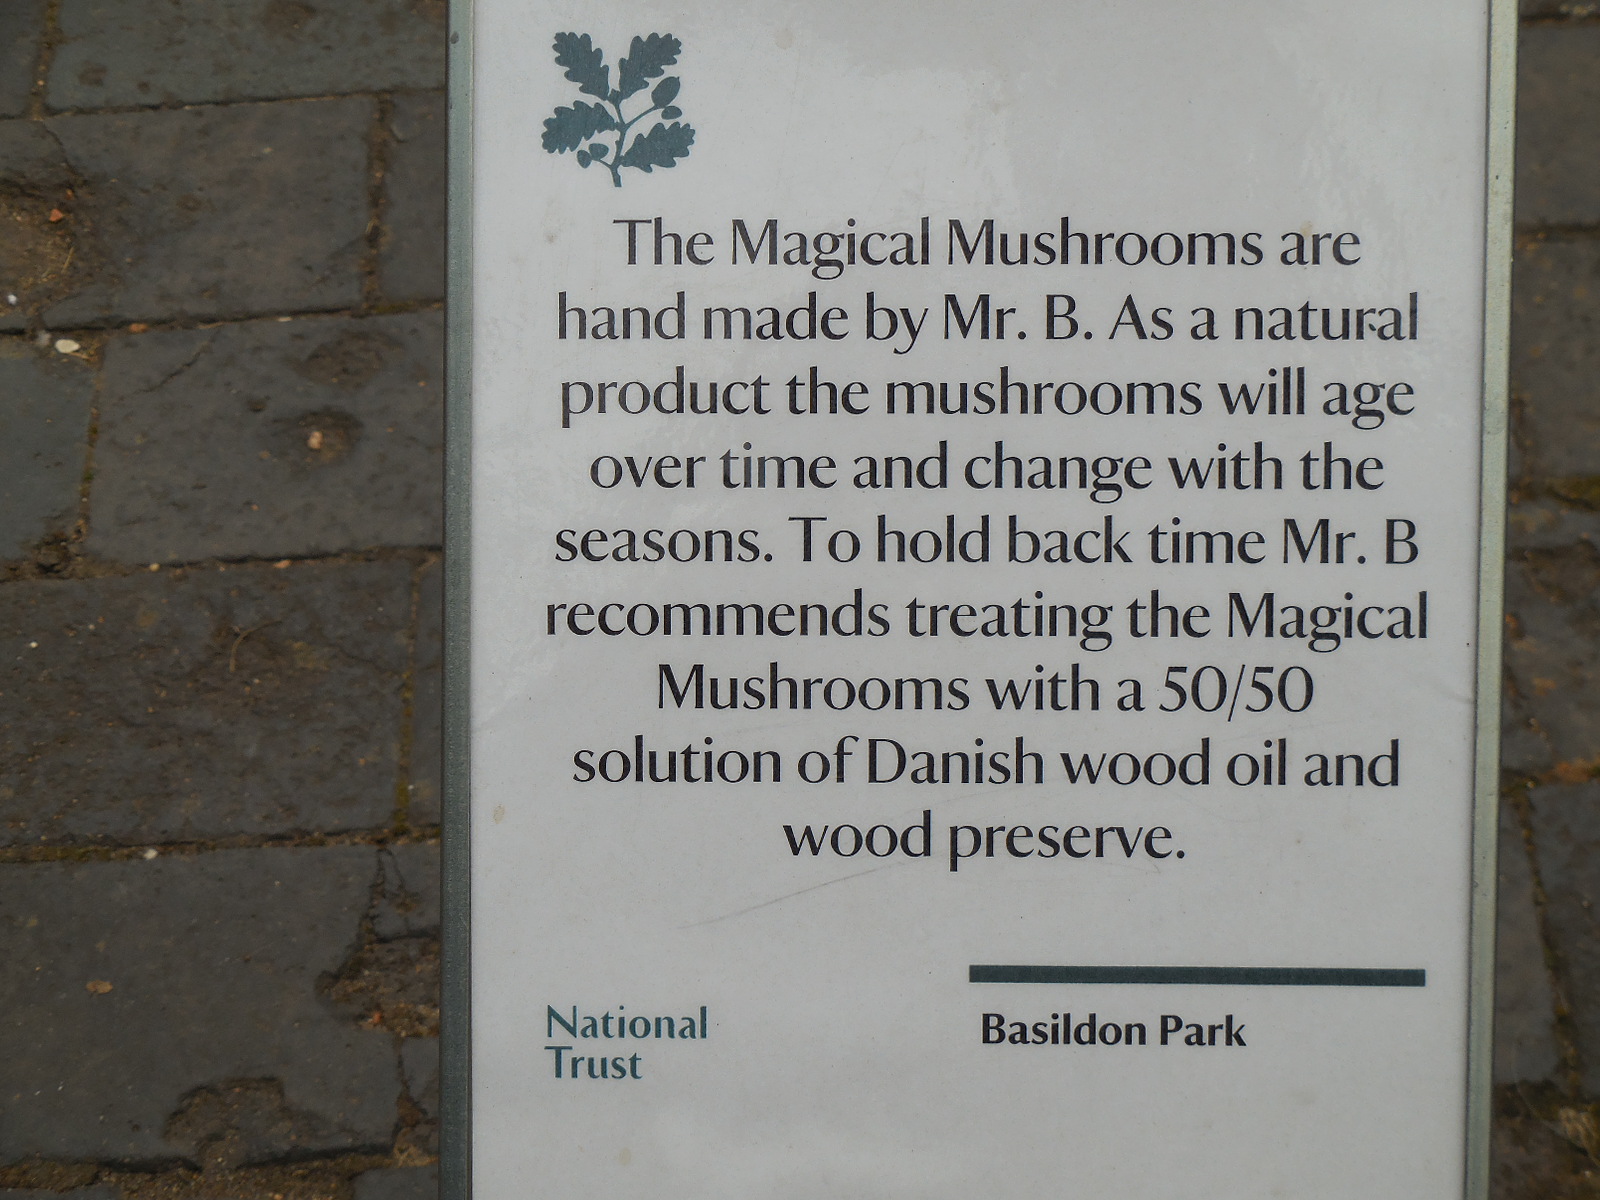 The Magical Mushrooms are
hand made by Mr. B. As a natural
product the mushrooms will age
over time and change with the
seasons. To hold back time Mr. B
recommends treating the Magical
Mushrooms with a 50/50
solution of Danish wood oil and
wood preserve.
National
Trust
Basildon Park